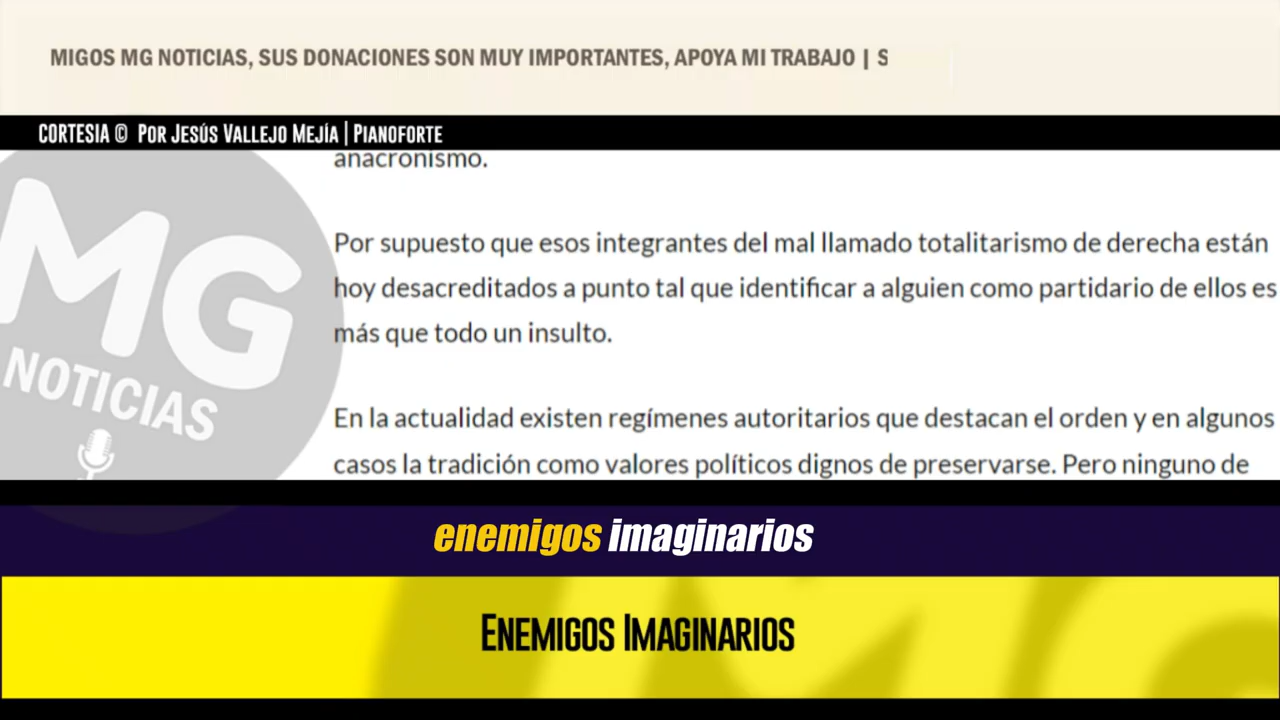 MIGOS MG NOTICIAS, SUS DONACIONES SON MUY IMPORTANTES, APOYA MI TRABAJO | S
CORTESIA © POR JESÚS VALLEJO MEJÍA | PIANOFORTE
anacronismo.
MG
NOTICIAS
Por supuesto que esos integrantes del mal llamado totalitarismo de derecha están
hoy desacreditados a punto tal que identificar a alguien como partidario de ellos es
más que todo un insulto.
En la actualidad existen regímenes autoritarios que destacan el orden y en algunos
casos la tradición como valores políticos dignos de preservarse. Pero ninguno de
enemigos imaginarios
ENEMIGOS IMAGINARIOS